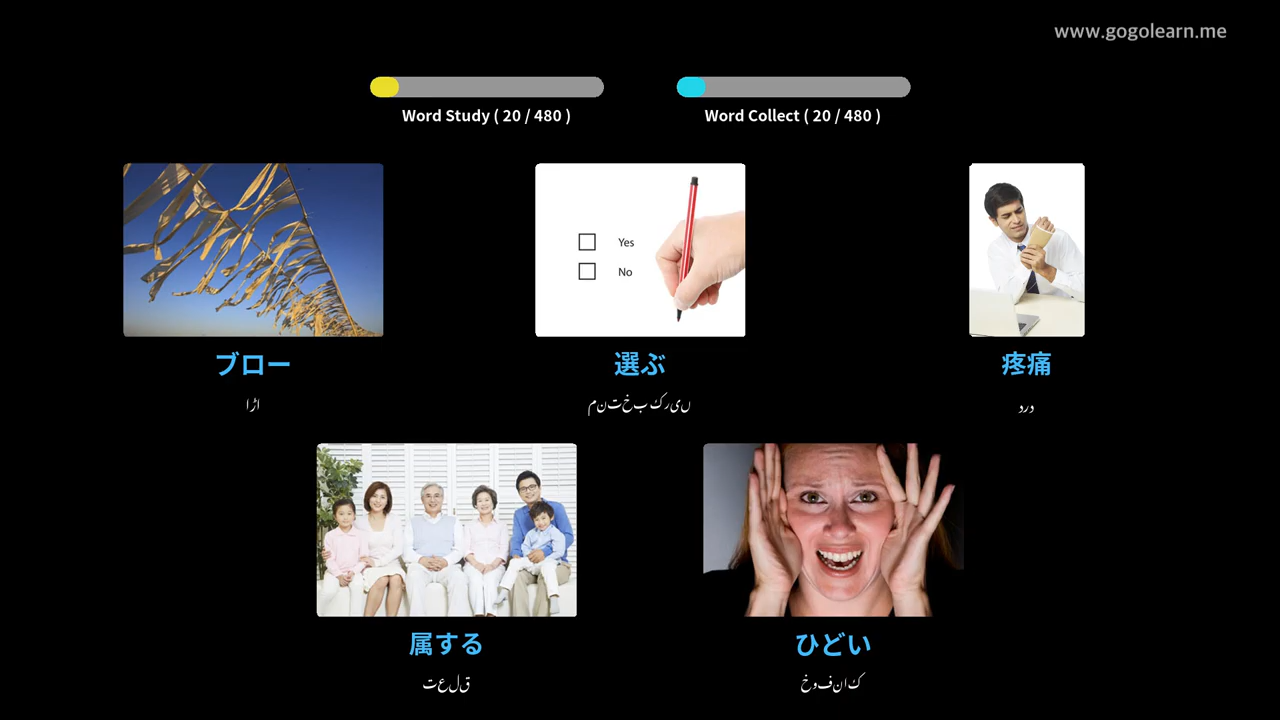 www.gogolearn.me
Word Study ( 20 / 480 )
Word Collect ( 20 / 480 )
Yes
No
ブロー
選ぶ
疼痛
اڑا
منتخب کریں
درد
属する
ひどい
تعلق
خوفناک